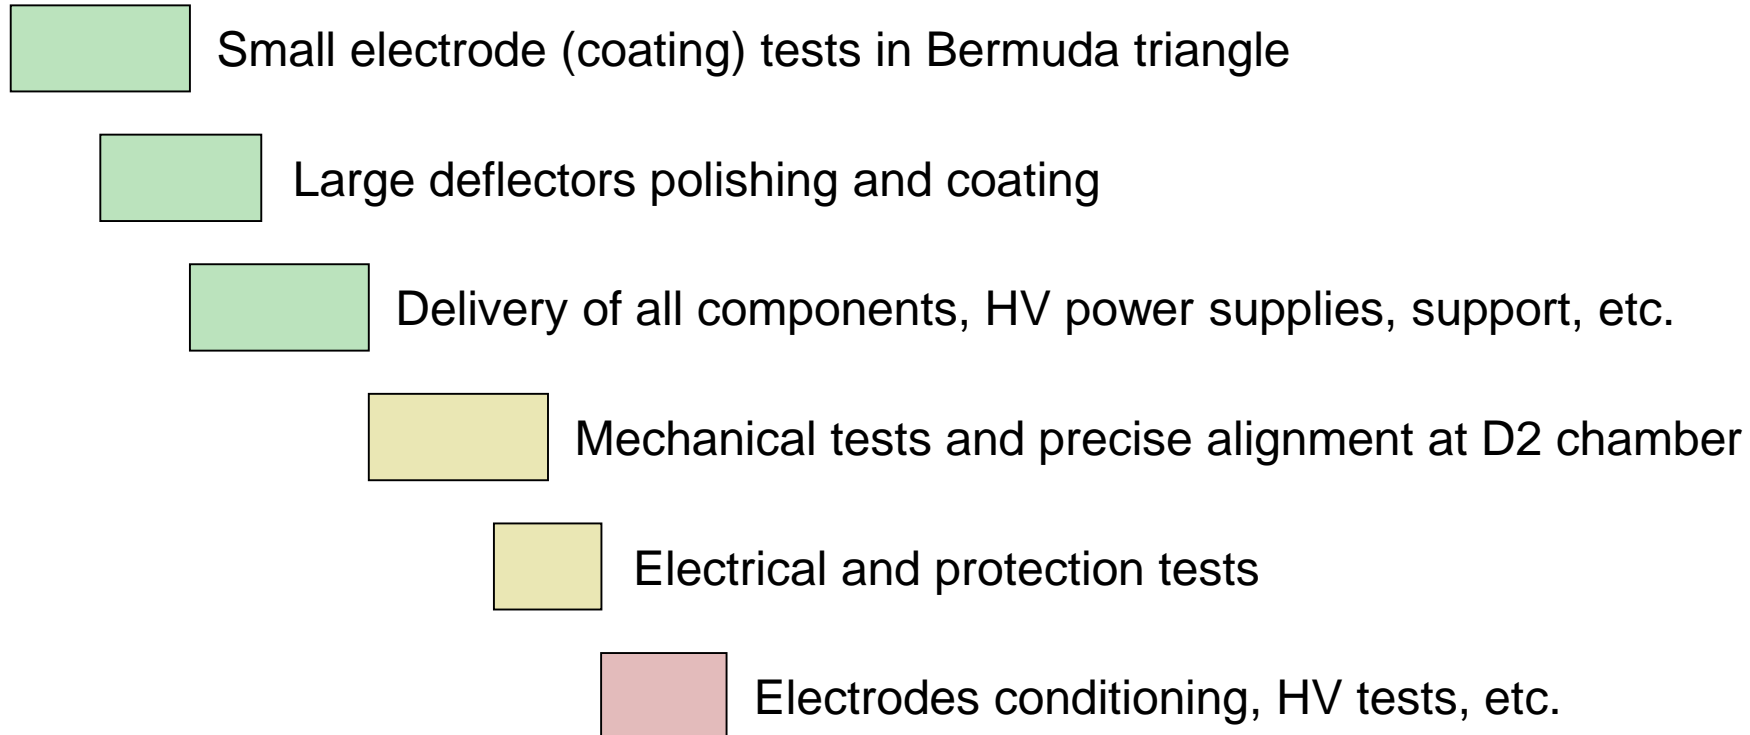 Small electrode (coating) tests in Bermuda triangle
Large deflectors polishing and coating
Delivery of all components, HV power supplies, support, etc.
Mechanical tests and precise alignment at D2 chamber
Electrical and protection tests
Electrodes conditioning, HV tests, etc.